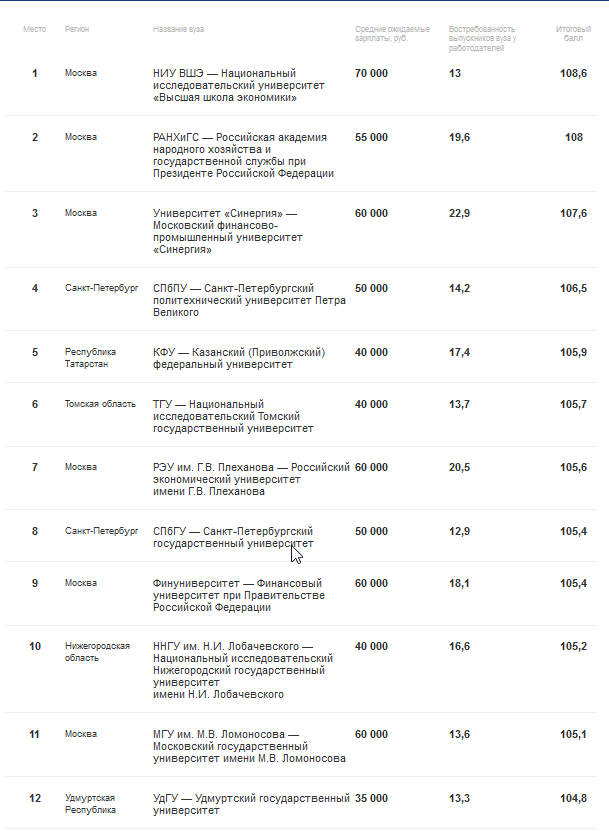 Место Регион Название вуза Средние ожидаемые Востребованность Итоговый
зарплаты, руб. выпускников вуза у балл
работодателей
1 Москва НИУ ВШЭ — Национальный 70 000 13 108,6
исследовательский университет
«Высшая школа экономики»
2 Москва РАНХиГС — Российская академия 55 000 19,6 108
народного хозяйства и
государственной службы при
Президенте Российской Федерации
3 Москва Университет «Синергия» — 60 000 22,9 107,6
Московский финансово-
промышленный университет
«Синергия»
4 Санкт-Петербург СПбПУ — Санкт-Петербургский 50 000 14,2 106,5
политехнический университет Петра
Великого
5 Республика КФУ — Казанский (Приволжский) 40 000 17,4 105,9
Татарстан федеральный университет
6 Томская область ТГУ — Национальный 40 000 13,7 105,7
исследовательский Томский
государственный университет
7 Москва РЭУ им. Г.В. Плеханова — Российский 60 000 20,5 105,6
экономический университет
имени Г.В. Плеханова
8 Санкт-Петербург СПбГУ — Санкт-Петербургский 50 000 12,9 105,4
государственный университет
9 Москва Финуниверситет — Финансовый 60 000 18,1 105,4
университет при Правительстве
Российской Федерации
10 Нижегородская ННГУ им. Н.И. Лобачевского — 40 000 16,6 105,2
область Национальный исследовательский
Нижегородский государственный
университет
имени Н.И. Лобачевского
11 Москва МГУ им. М.В. Ломоносова — 60 000 13,6 105,1
Московский государственный
университет имени М.В. Ломоносова
12 Удмуртская УдГУ — Удмуртский государственный 35 000 13,3 104,8
Республика университет